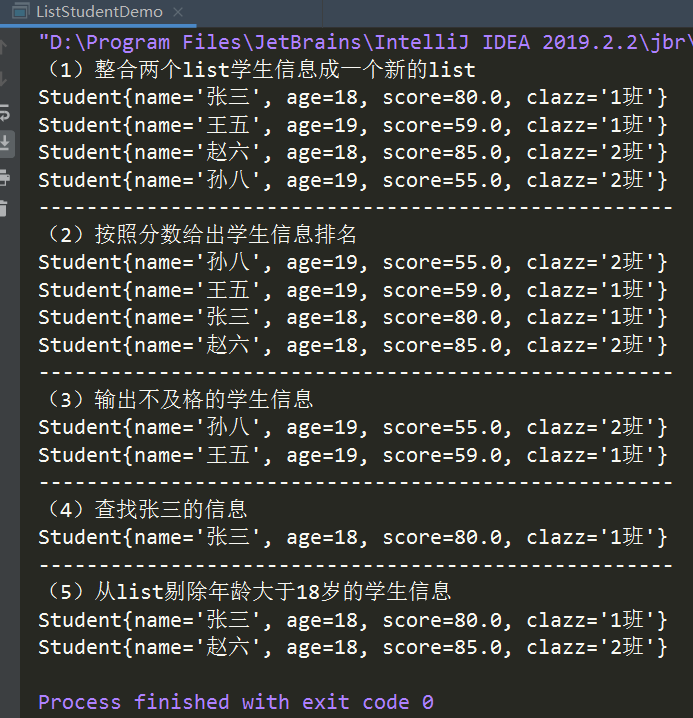 ListStudentDemo
"D:\Program Files\JetBrains\IntelliJ IDEA 2019.2.2\jbr\
（1）整合两个list学生信息成一个新的list
Student{name='张三', age=18, score=80.0, clazz='1班'}
Student{name='王五', age=19, score=59.0, clazz='1班'}
Student{name='赵六', age=18, score=85.0, clazz='2班'}
Student{name='孙八', age=19, score=55.0, clazz='2班'}
-----------------------------------------------------
（2）按照分数给出学生信息排名
Student{name='孙八', age=19, score=55.0, clazz='2班'}
Student{name='王五', age=19, score=59.0, clazz='1班'}
Student{name='张三', age=18, score=80.0, clazz='1班'}
Student{name='赵六', age=18, score=85.0, clazz='2班'}
-----------------------------------------------------
（3）输出不及格的学生信息
Student{name='孙八', age=19, score=55.0, clazz='2班'}
Student{name='王五', age=19, score=59.0, clazz='1班'}
-----------------------------------------------------
（4）查找张三的信息
Student{name='张三', age=18, score=80.0, clazz='1班'}
-----------------------------------------------------
（5）从list剔除年龄大于18岁的学生信息
Student{name='张三', age=18, score=80.0, clazz='1班'}
Student{name='赵六', age=18, score=85.0, clazz='2班'}
Process finished with exit code 0